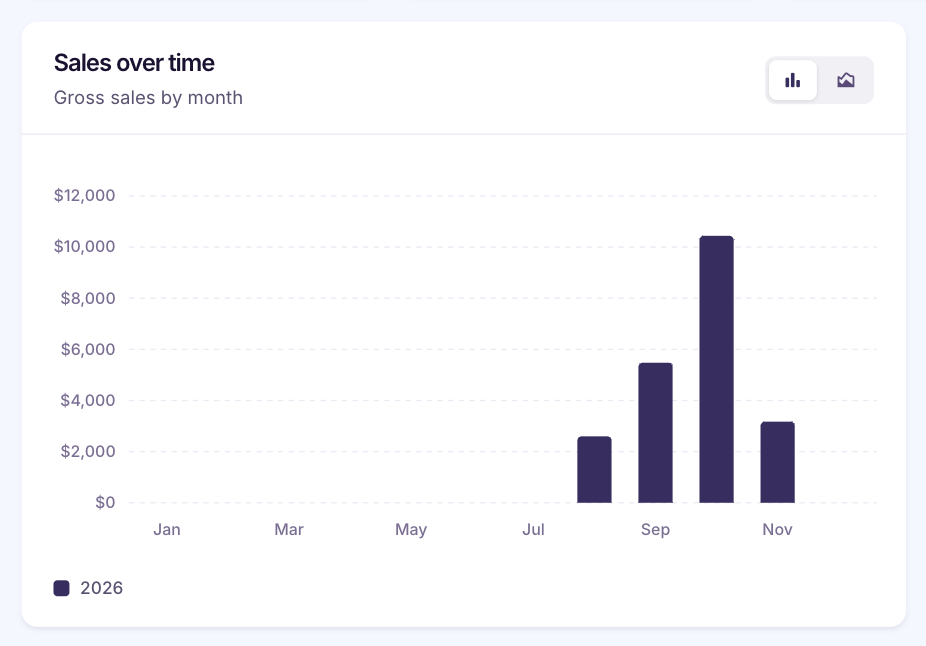 Sales over time
Gross sales by month
$12,000
$10,000
$8,000
$6,000
$4,000
$2,000
$0
Jan Mar May Jul Sep Nov
2026